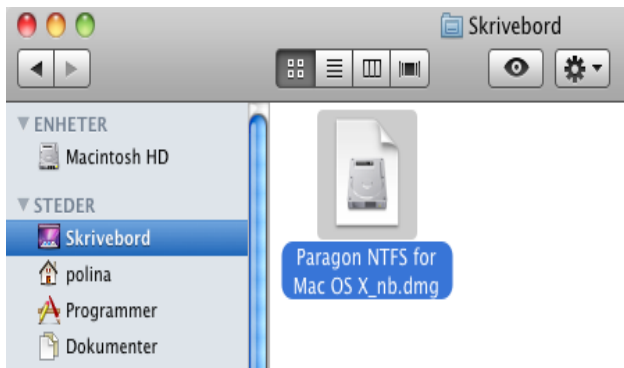 Skrivebord
ENHETER
Macintosh HD
STEDER
Skrivebord
polina
Programmer
Dokumenter
Paragon NTFS for
Mac OS X_nb.dmg